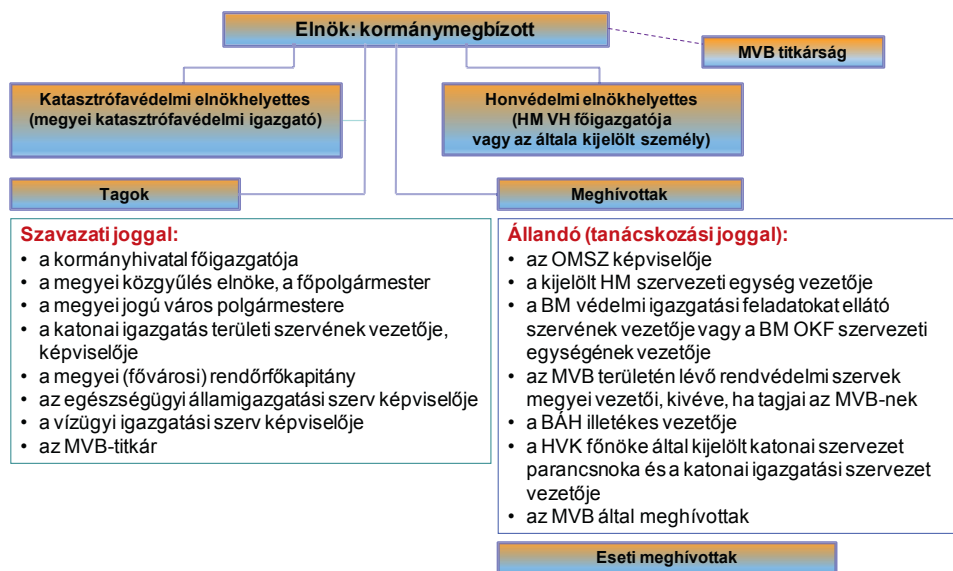 Elnök: kormánymegbízott
MVB titkárság
Katasztrófavédelmi elnökhelyettes
(megyei katasztrófavédelmi igazgató)
Honvédelmi elnökhelyettes
(HM VH főigazgatója
vagy az általa kijelölt személy)
Tagok
Meghívottak
Szavazati joggal:
• a kormányhivatal főigazgatója
• a megyei közgyűlés elnöke, a főpolgármester
• a megyei jogú város polgármestere
• a katonai igazgatás területi szervének vezetője,
képviselője
• a megyei (fővárosi) rendőrfőkapitány
• az egészségügyi államigazgatási szerv képviselője
• a vízügyi igazgatási szerv képviselője
• az MVB-titkár
Állandó (tanácskozási joggal):
• az OMSZ képviselője
• a kijelölt HM szervezeti egység vezetője
• a BM védelmi igazgatási feladatokat ellátó
szervének vezetője vagy a BM OKF szervezeti
egységének vezetője
• az MVB területén lévő rendvédelmi szervek
megyei vezetői, kivéve, ha tagjai az MVB-nek
• a BÁH illetékes vezetője
• a HVK főnöke által kijelölt katonai szervezet
parancsnoka és a katonai igazgatási szervezet
vezetője
• az MVB által meghívottak
Eseti meghívottak